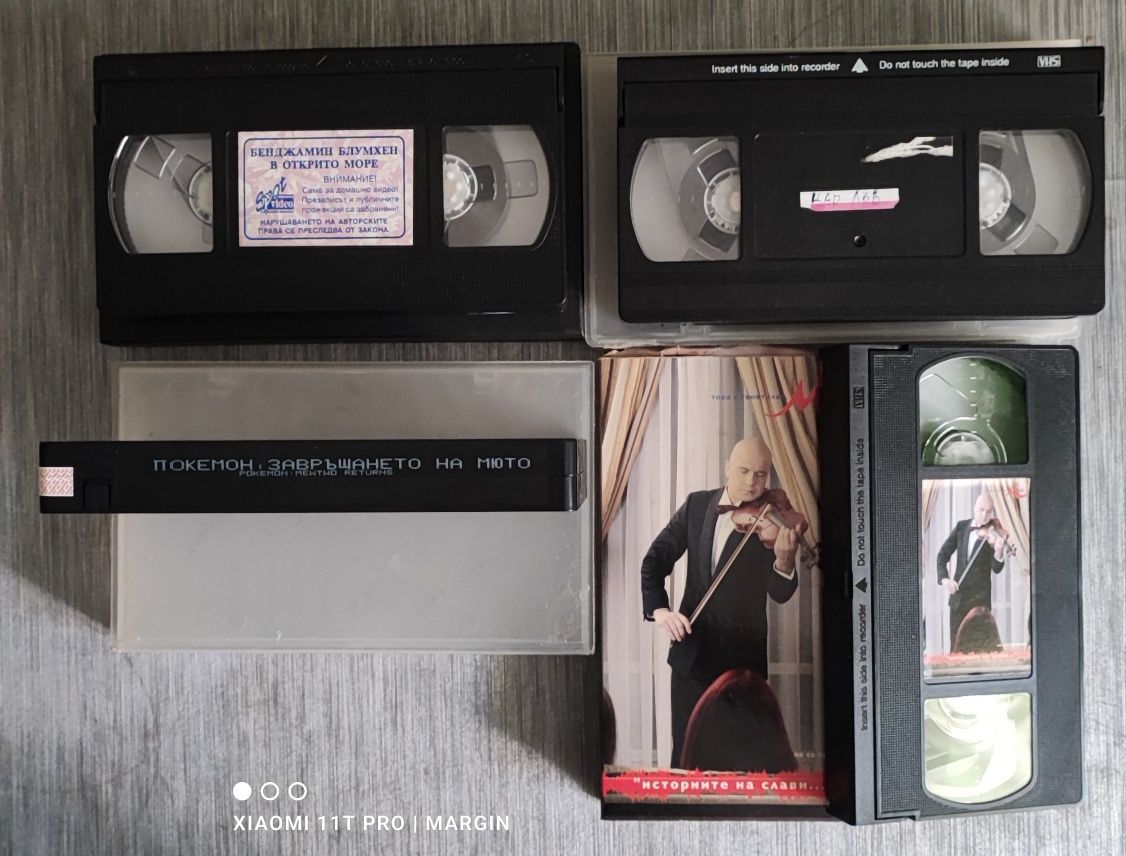 БЕНДЖАМИН БЛУМХЕН
В ОТКРИТО МОРЕ
ВНИМАНИЕ!
Само за домашно видео!
Презаписът и публичните
прожекции са забранени!
Spot
video
НАРУШАВАНЕТО НА АВТОРСКИТЕ
ПРАВА СЕ ПРЕСЛЕДВА ОТ ЗАКОНА.
Insert this side into recorder Do not touch the tape inside VHS
ЦАР ЛЪВ
ПОКЕМОН: ЗАВРЪЩАНЕТО НА МЮТО
POKEMON: MEWTWO RETURNS
"историите на слави...
VHS
Insert this side into recorder Do not touch the tape inside
XIAOMI 11T PRO | MARGIN